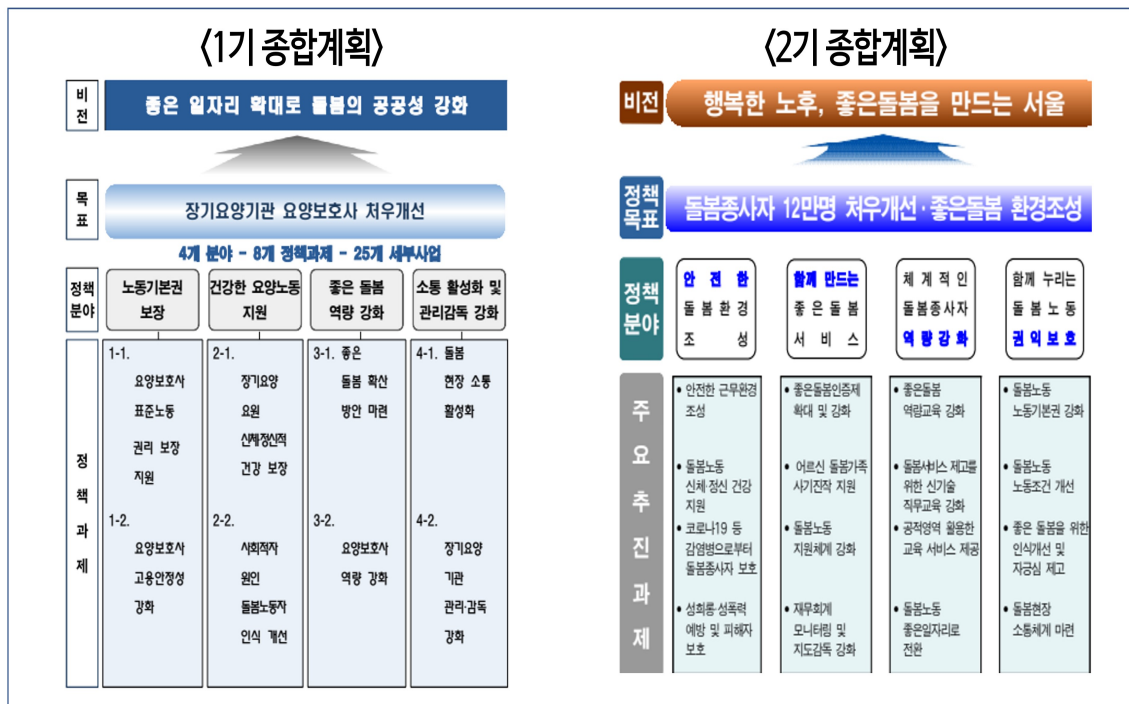 〈1기 종합계획〉
비전
좋은 일자리 확대로 돌봄의 공공성 강화
목표
장기요양기관 요양보호사 처우개선
4개 분야 - 8개 정책과제 - 25개 세부사업
정책
분야
노동기본권
보장
건강한 요양노동
지원
좋은 돌봄
역량 강화
소통 활성화 및
관리감독 강화
정책과제
1-1.
요양보호사
표준노동
권리 보장
지원
2-1.
장기요양
요원
신체정신적
건강 보장
3-1. 좋은
돌봄 확산
방안 마련
4-1. 돌봄
현장 소통
활성화
1-2.
요양보호사
고용안정성
강화
2-2.
사회적자
원인
돌봄노동자
인식 개선
3-2.
요양보호사
역량 강화
4-2.
장기요양
기관
관리·감독
강화
〈2기 종합계획〉
비전
행복한 노후, 좋은돌봄을 만드는 서울
정책
목표
돌봄종사자 12만명 처우개선·좋은돌봄 환경조성
정책
분야
안 전 한
돌 봄 환 경
조 성
함께 만드는
좋 은 돌 봄
서 비 스
체 계 적 인
돌봄종사자
역 량 강 화
함께 누리는
돌 봄 노 동
권 익 보 호
주요추진과제
• 안전한 근무환경
조성
• 돌봄노동
신체·정신 건강
지원
• 코로나19 등
감염병으로부터
돌봄종사자 보호
• 성희롱·성폭력
예방 및 피해자
보호
• 좋은돌봄인증제
확대 및 강화
• 어르신 돌봄가족
사기진작 지원
• 돌봄노동
지원체계 강화
• 재무회계
모니터링 및
지도감독 강화
• 좋은돌봄
역량교육 강화
• 돌봄서비스 제고를
위한 신기술
직무교육 강화
• 공적영역 활용한
교육 서비스 제공
• 돌봄노동
좋은일자리로
전환
• 돌봄노동
노동기본권 강화
• 돌봄노동
노동조건 개선
• 좋은 돌봄을 위한
인식개선 및
자긍심 제고
• 돌봄현장
소통체계 마련